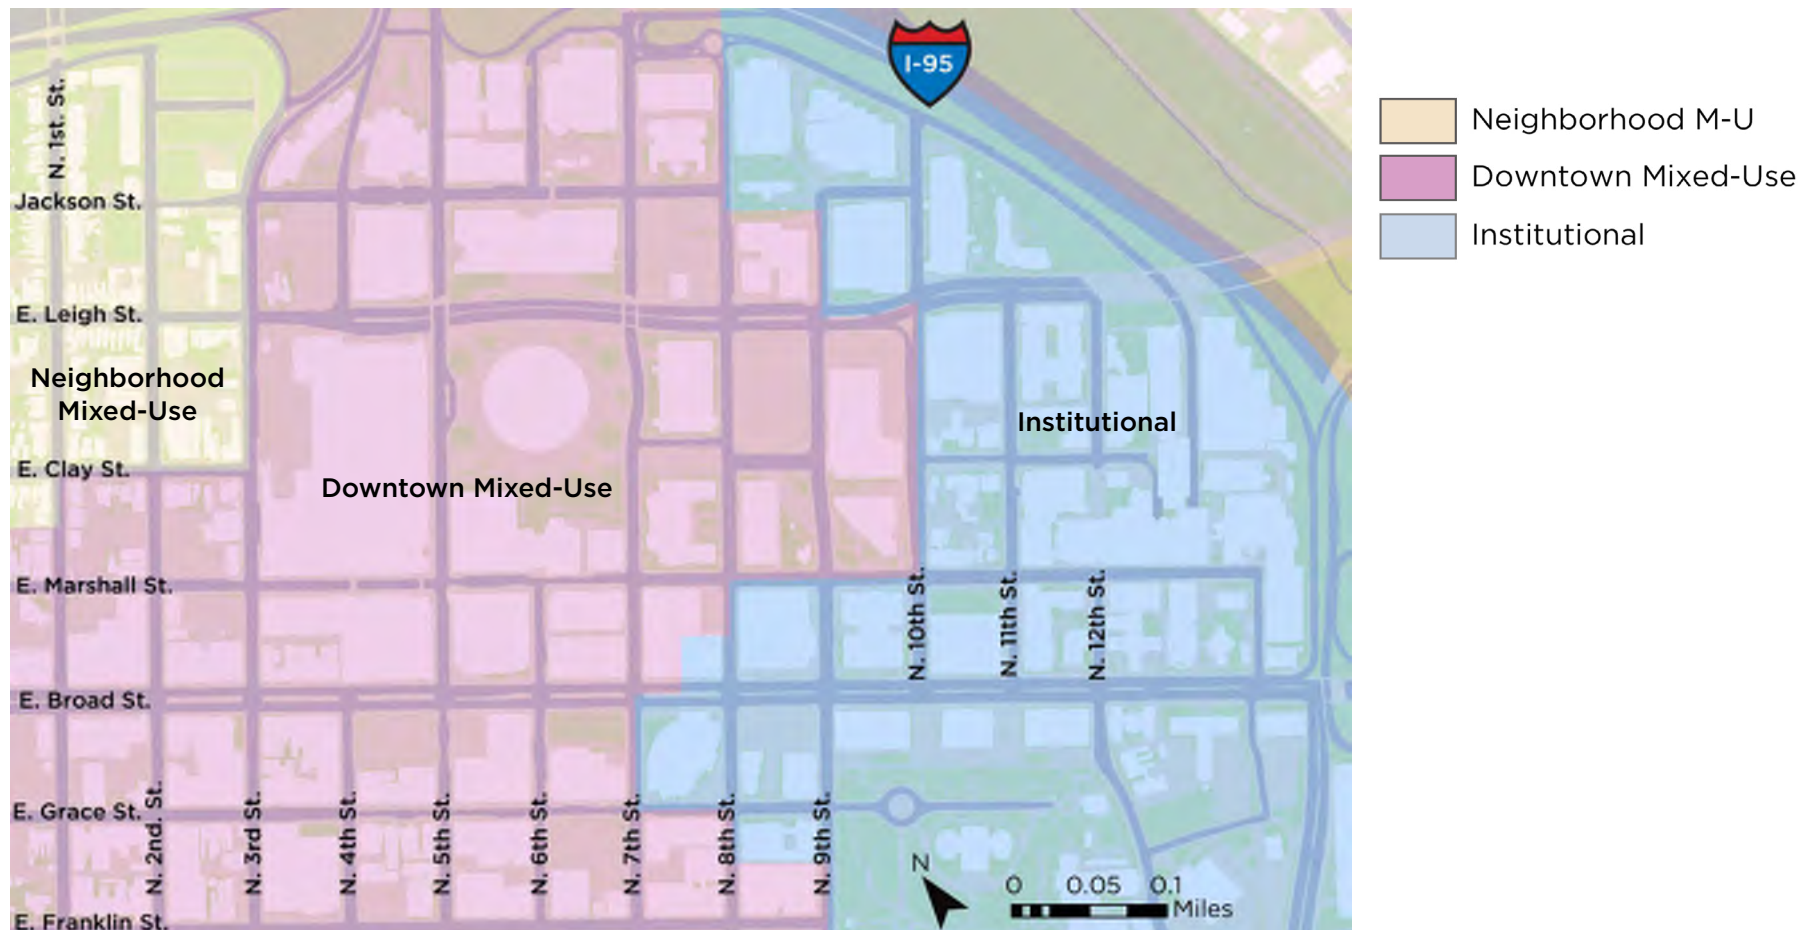 I-95
N. 1st. St.
Jackson St.
E. Leigh St.
Neighborhood
Mixed-Use
Institutional
E. Clay St.
Downtown Mixed-Use
E. Marshall St.
N. 10th St.
N. 11th St.
N. 12th St.
E. Broad St.
E. Grace St.
N. 2nd. St.
N. 3rd St.
N. 4th St.
N. 5th St.
N. 6th St.
N. 7th St.
N. 8th St.
N. 9th St.
N
0 0.05 0.1
Miles
E. Franklin St.
Neighborhood M-U
Downtown Mixed-Use
Institutional